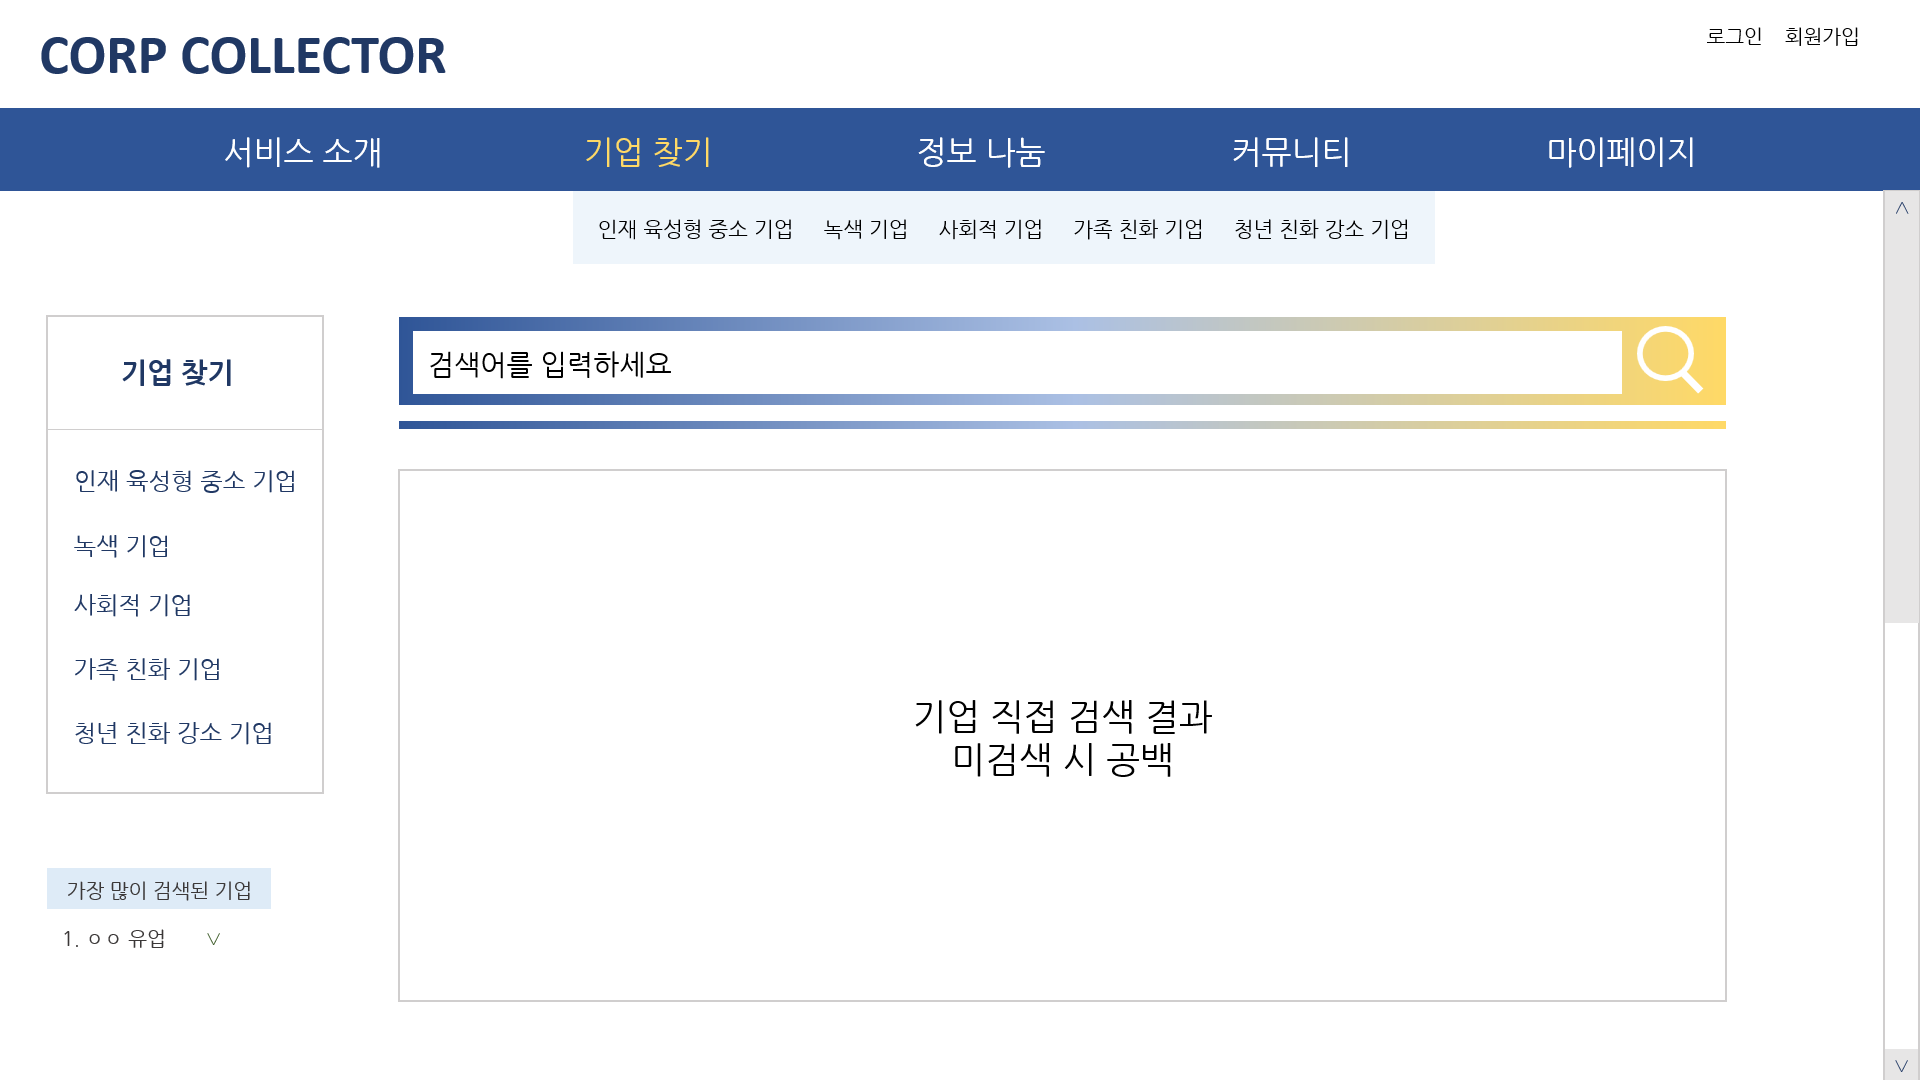 CORP COLLECTOR
로그인 회원가입
서비스 소개 기업 찾기 정보 나눔 커뮤니티 마이페이지
인재 육성형 중소 기업 녹색 기업 사회적 기업 가족 친화 기업 청년 친화 강소 기업
기업 찾기
인재 육성형 중소 기업
녹색 기업
사회적 기업
가족 친화 기업
청년 친화 강소 기업
가장 많이 검색된 기업
1. ㅇㅇ 유업
검색어를 입력하세요
기업 직접 검색 결과
미검색 시 공백